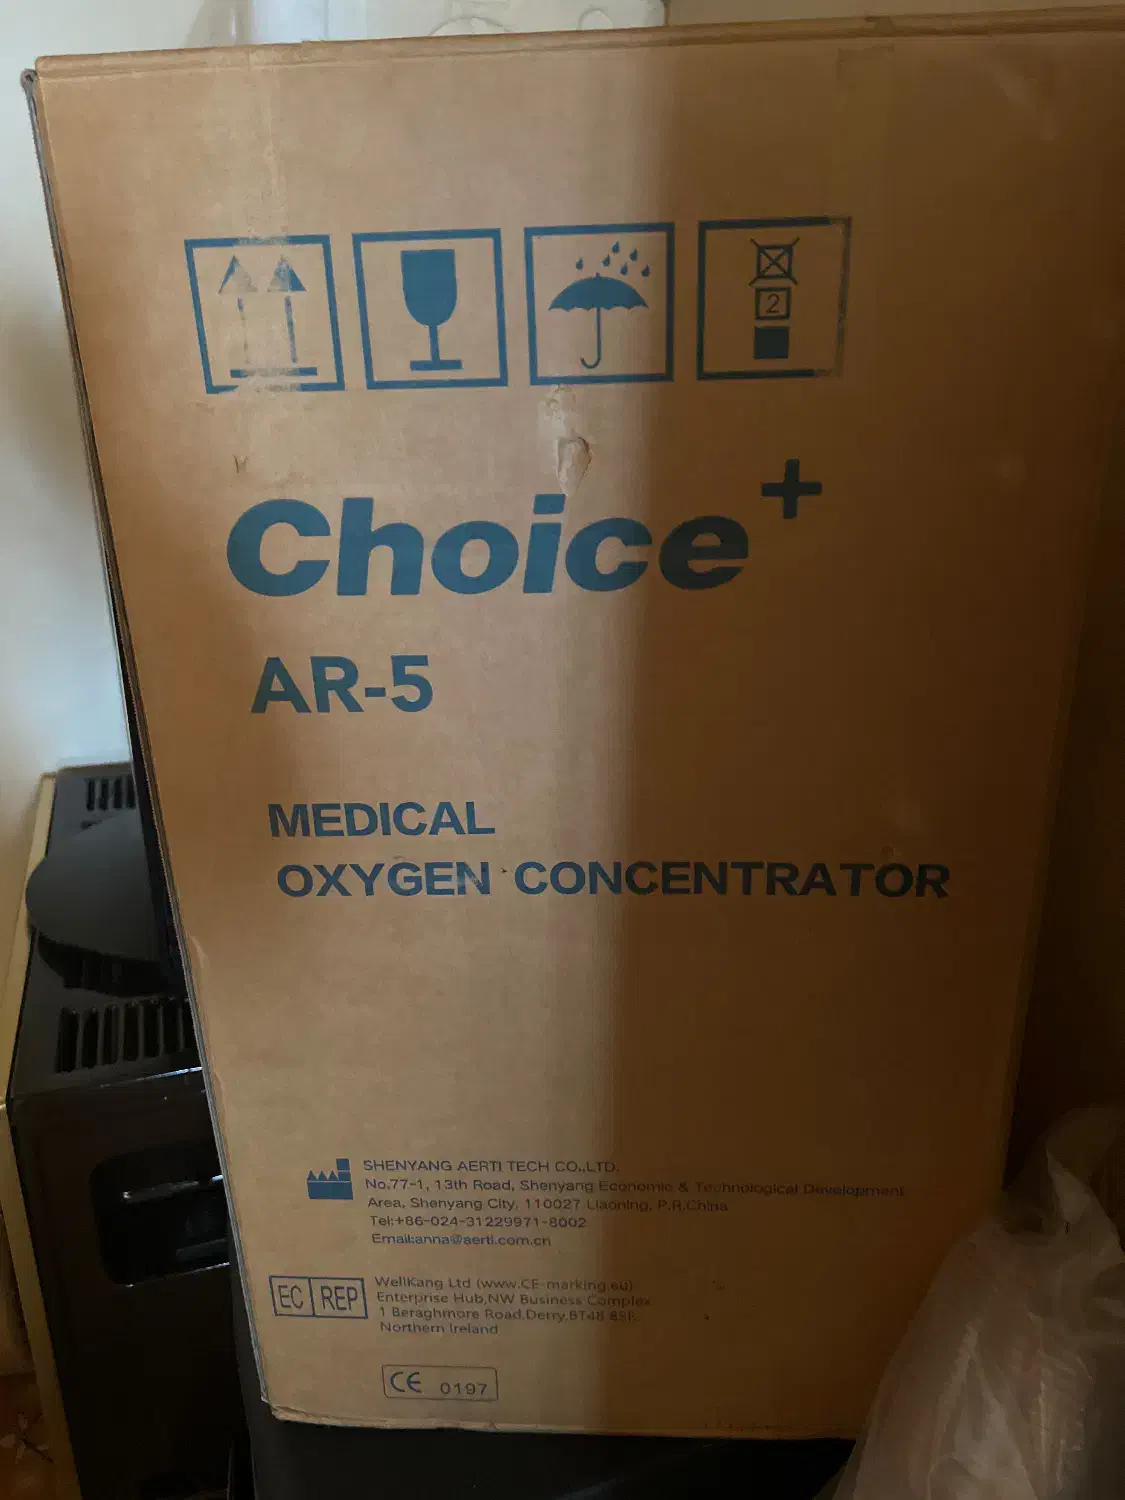 2
Choice+
AR-5
MEDICAL
OXYGEN CONCENTRATOR
SHENYANG AERTI TECH CO.,LTD.
No.77-1, 13th Road, Shenyang Economic & Technological Development
Area, Shenyang City, 110027 Liaoning, P.R.China
Tel:+86-024-31229971-8002
Email:anna@aerti.com.cn
EC REP
WellKang Ltd (www.CE-marking.eu)
Enterprise Hub,NW Business Complex
1 Beraghmore Road,Derry,BT48
Northern Ireland
CE 0197